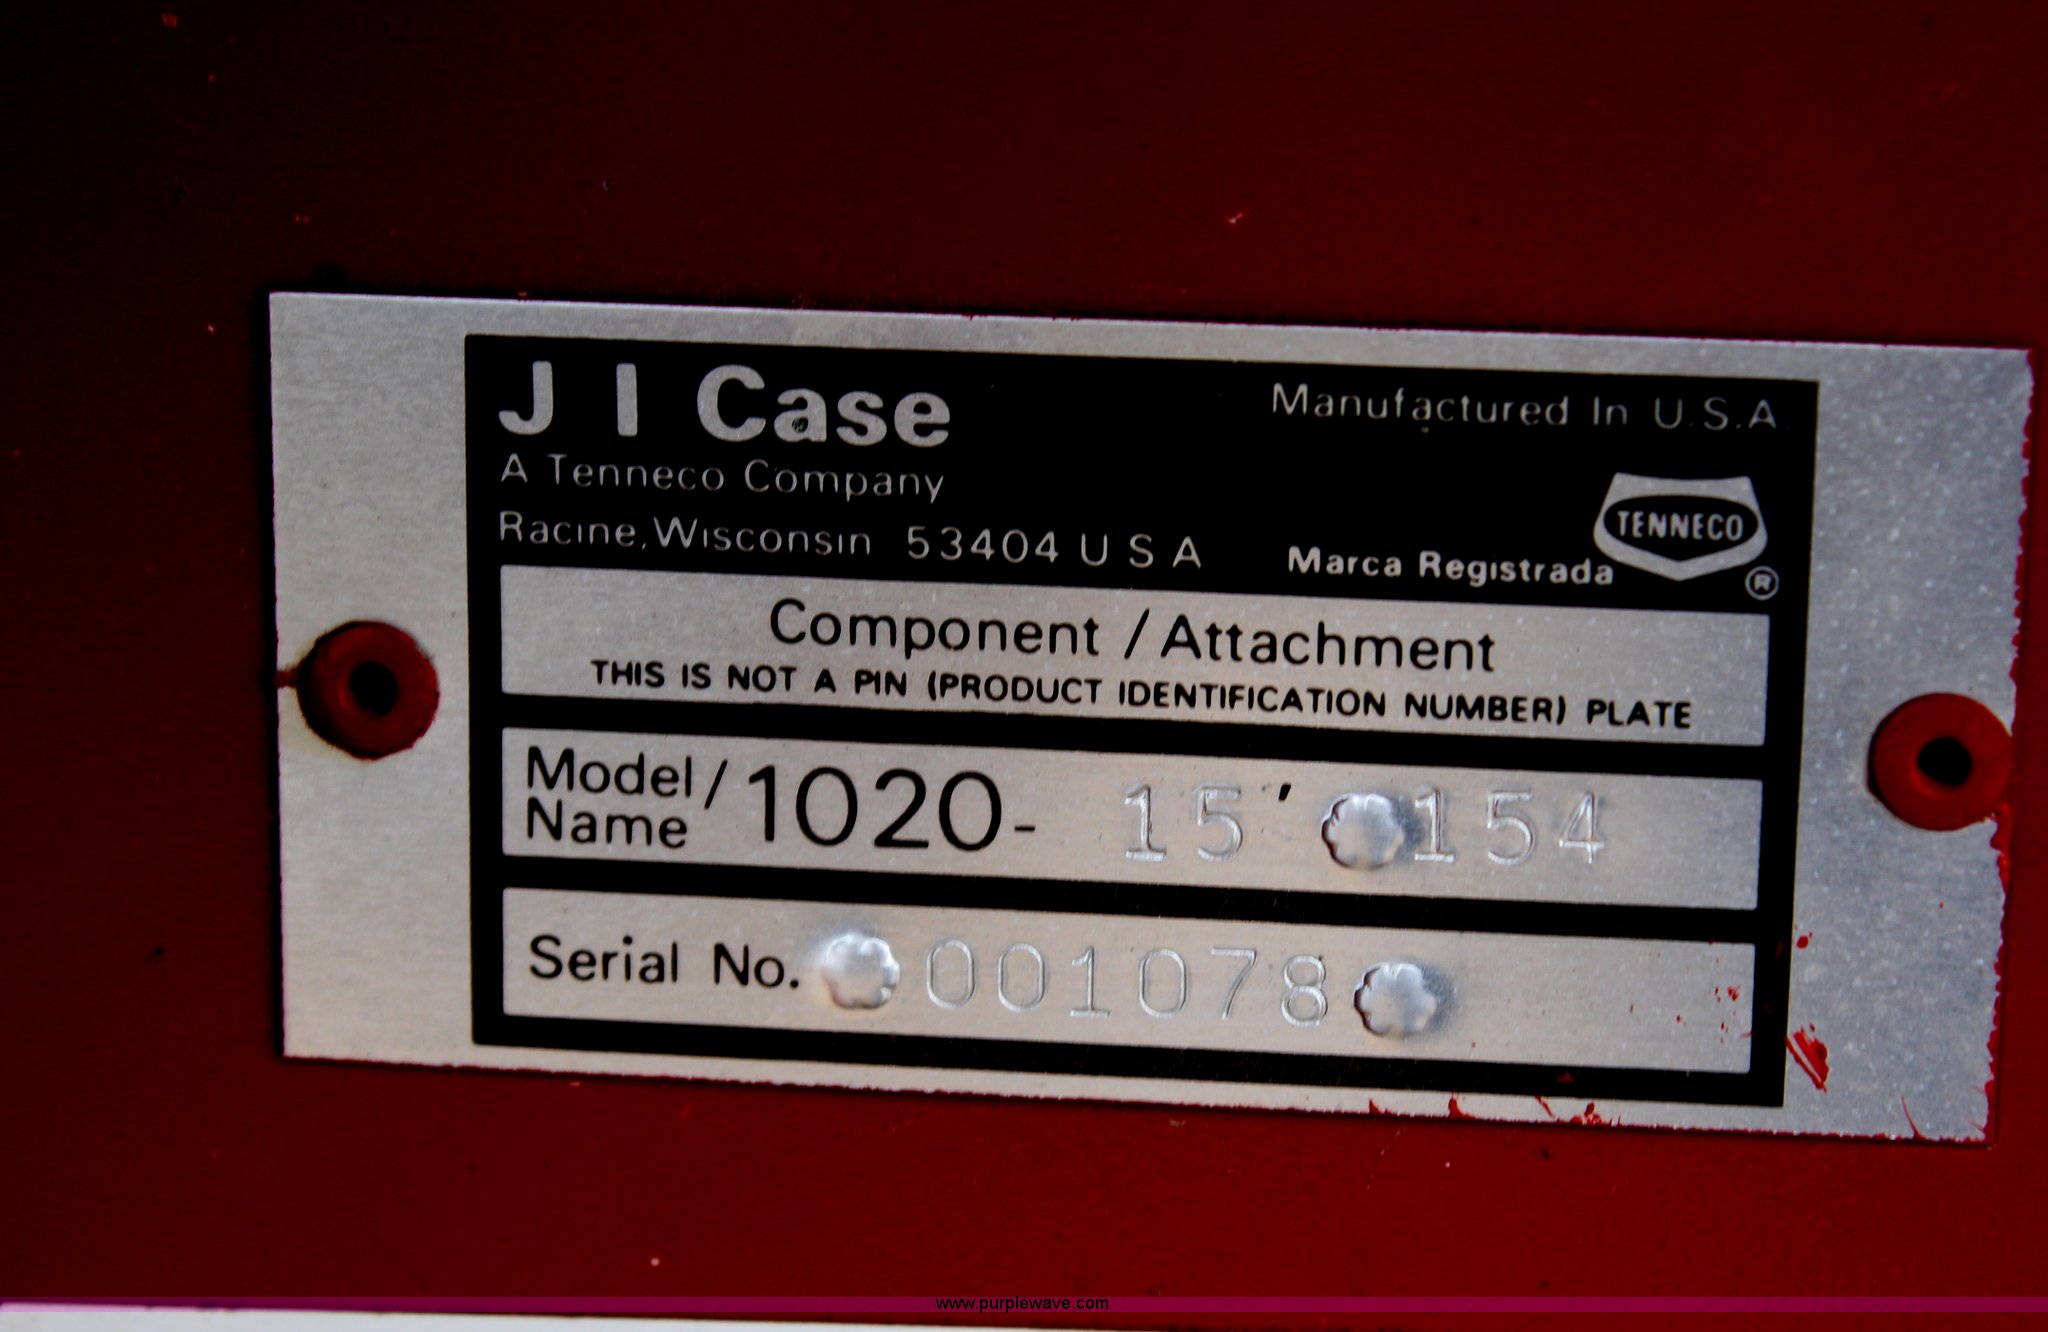 J I Case
Manufactured In U.S.A
A Tenneco Company
TENNECO
Racine, Wisconsin 53404 U S A
Marca Registrada ®
Component / Attachment
THIS IS NOT A PIN (PRODUCT IDENTIFICATION NUMBER) PLATE
Model/
Name 1020- 15' 154
Serial No. 001078
www.purplewave.com